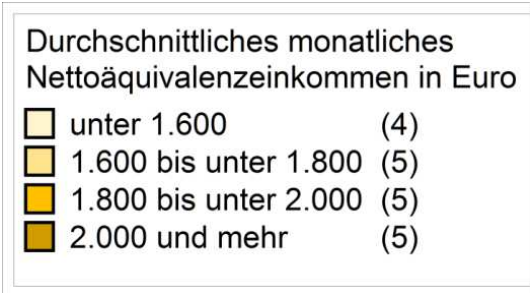 Durchschnittliches monatliches
Nettoäquivalenzeinkommen in Euro
unter 1.600 (4)
1.600 bis unter 1.800 (5)
1.800 bis unter 2.000 (5)
2.000 und mehr (5)